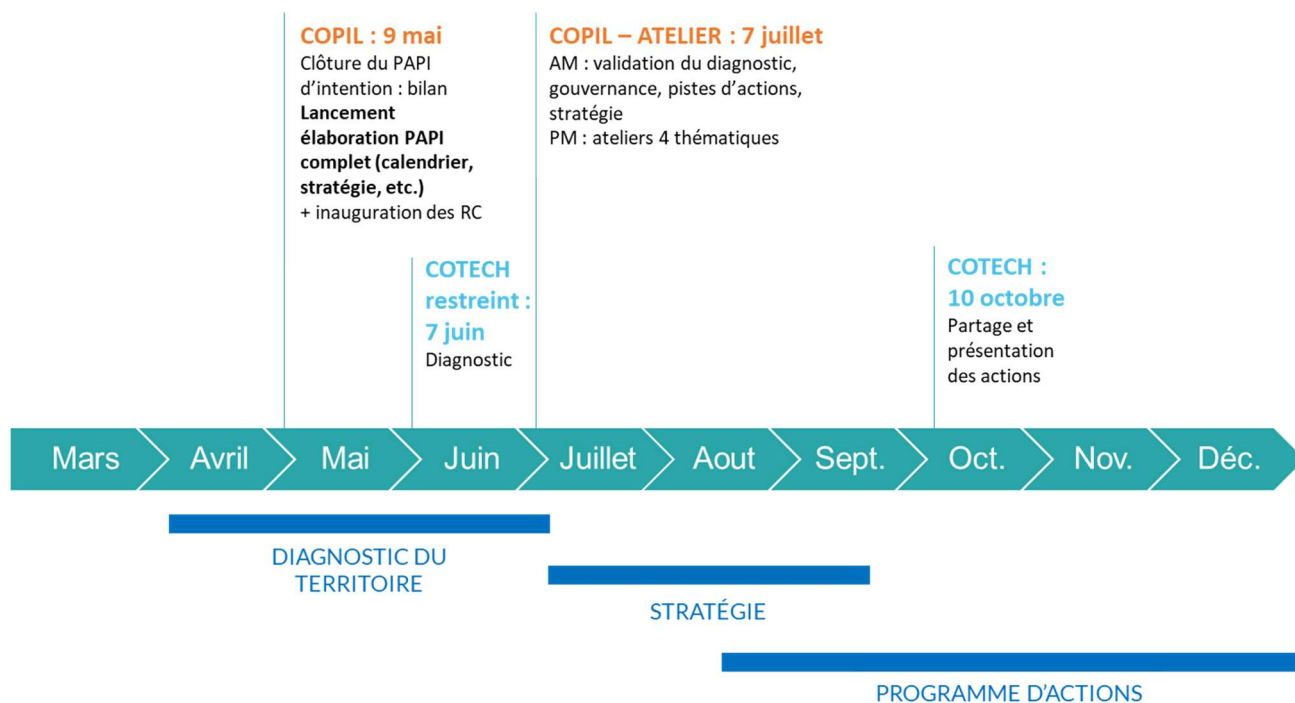 COPIL : 9 mai
Clôture du PAPI
d’intention : bilan
Lancement
élaboration PAPI
complet (calendrier,
stratégie, etc.)
+ inauguration des RC
COPIL – ATELIER : 7 juillet
AM : validation du diagnostic,
gouvernance, pistes d’actions,
stratégie
PM : ateliers 4 thématiques
COTECH
restreint :
7 juin
Diagnostic
COTECH :
10 octobre
Partage et
présentation
des actions
Mars
Avril
Mai
Juin
Juillet
Aout
Sept.
Oct.
Nov.
Déc.
DIAGNOSTIC DU
TERRITOIRE
STRATÉGIE
PROGRAMME D’ACTIONS